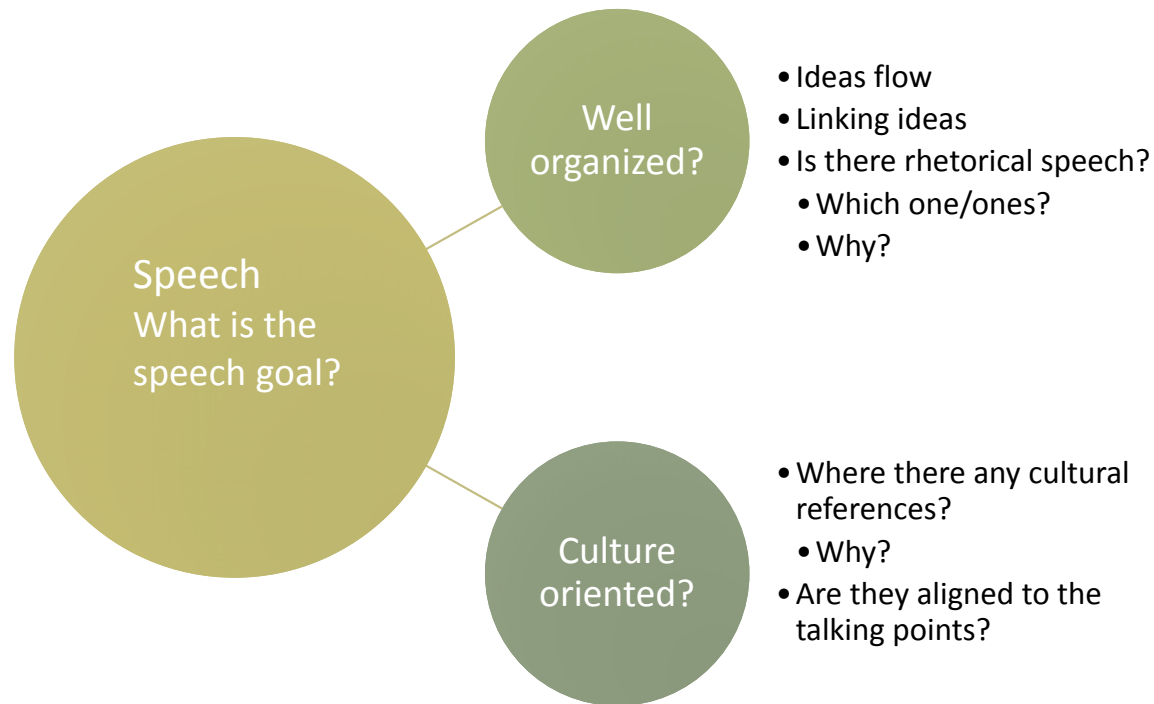 Speech
What is the
speech goal?
Well
organized?
•Ideas flow
•Linking ideas
•Is there rhetorical speech?
•Which one/ones?
•Why?
Culture
oriented?
•Where there any cultural
references?
•Why?
•Are they aligned to the
talking points?